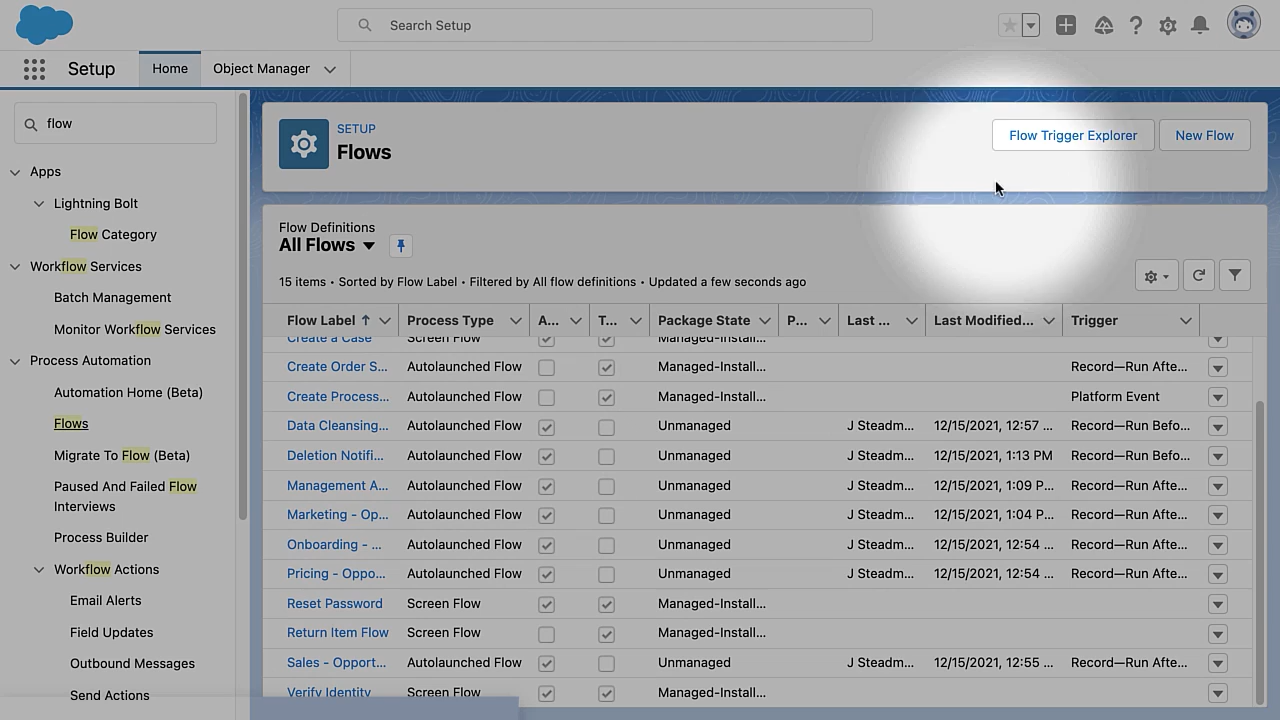 Search Setup
Setup Home Object Manager
flow
Apps
Lightning Bolt
Flow Category
Workflow Services
Batch Management
Monitor Workflow Services
Process Automation
Automation Home (Beta)
Flows
Migrate To Flow (Beta)
Paused And Failed Flow
Interviews
Process Builder
Workflow Actions
Email Alerts
Field Updates
Outbound Messages
Send Actions
SETUP
Flows
Flow Trigger Explorer New Flow
Flow Definitions
All Flows
15 items • Sorted by Flow Label • Filtered by All flow definitions • Updated a few seconds ago
Flow Label Process Type A... T... Package State P... Last ... Last Modified... Trigger
Create a Case Screen Flow Managed-Install...
Create Order S... Autolaunched Flow Managed-Install... Record—Run Afte...
Create Process... Autolaunched Flow Managed-Install... Platform Event
Data Cleansing... Autolaunched Flow Unmanaged J Steadm... 12/15/2021, 12:57 ... Record—Run Befo...
Deletion Notifi... Autolaunched Flow Unmanaged J Steadm... 12/15/2021, 1:13 PM Record—Run Befo...
Management A... Autolaunched Flow Unmanaged J Steadm... 12/15/2021, 1:09 P... Record—Run Afte...
Marketing - Op... Autolaunched Flow Unmanaged J Steadm... 12/15/2021, 1:04 P... Record—Run Afte...
Onboarding - ... Autolaunched Flow Unmanaged J Steadm... 12/15/2021, 12:54 ... Record—Run Afte...
Pricing - Oppo... Autolaunched Flow Unmanaged J Steadm... 12/15/2021, 12:54 ... Record—Run Afte...
Reset Password Screen Flow Managed-Install...
Return Item Flow Screen Flow Managed-Install...
Sales - Opport... Autolaunched Flow Unmanaged J Steadm... 12/15/2021, 12:55 ... Record—Run Afte...
Verify Identity Screen Flow Managed-Install...